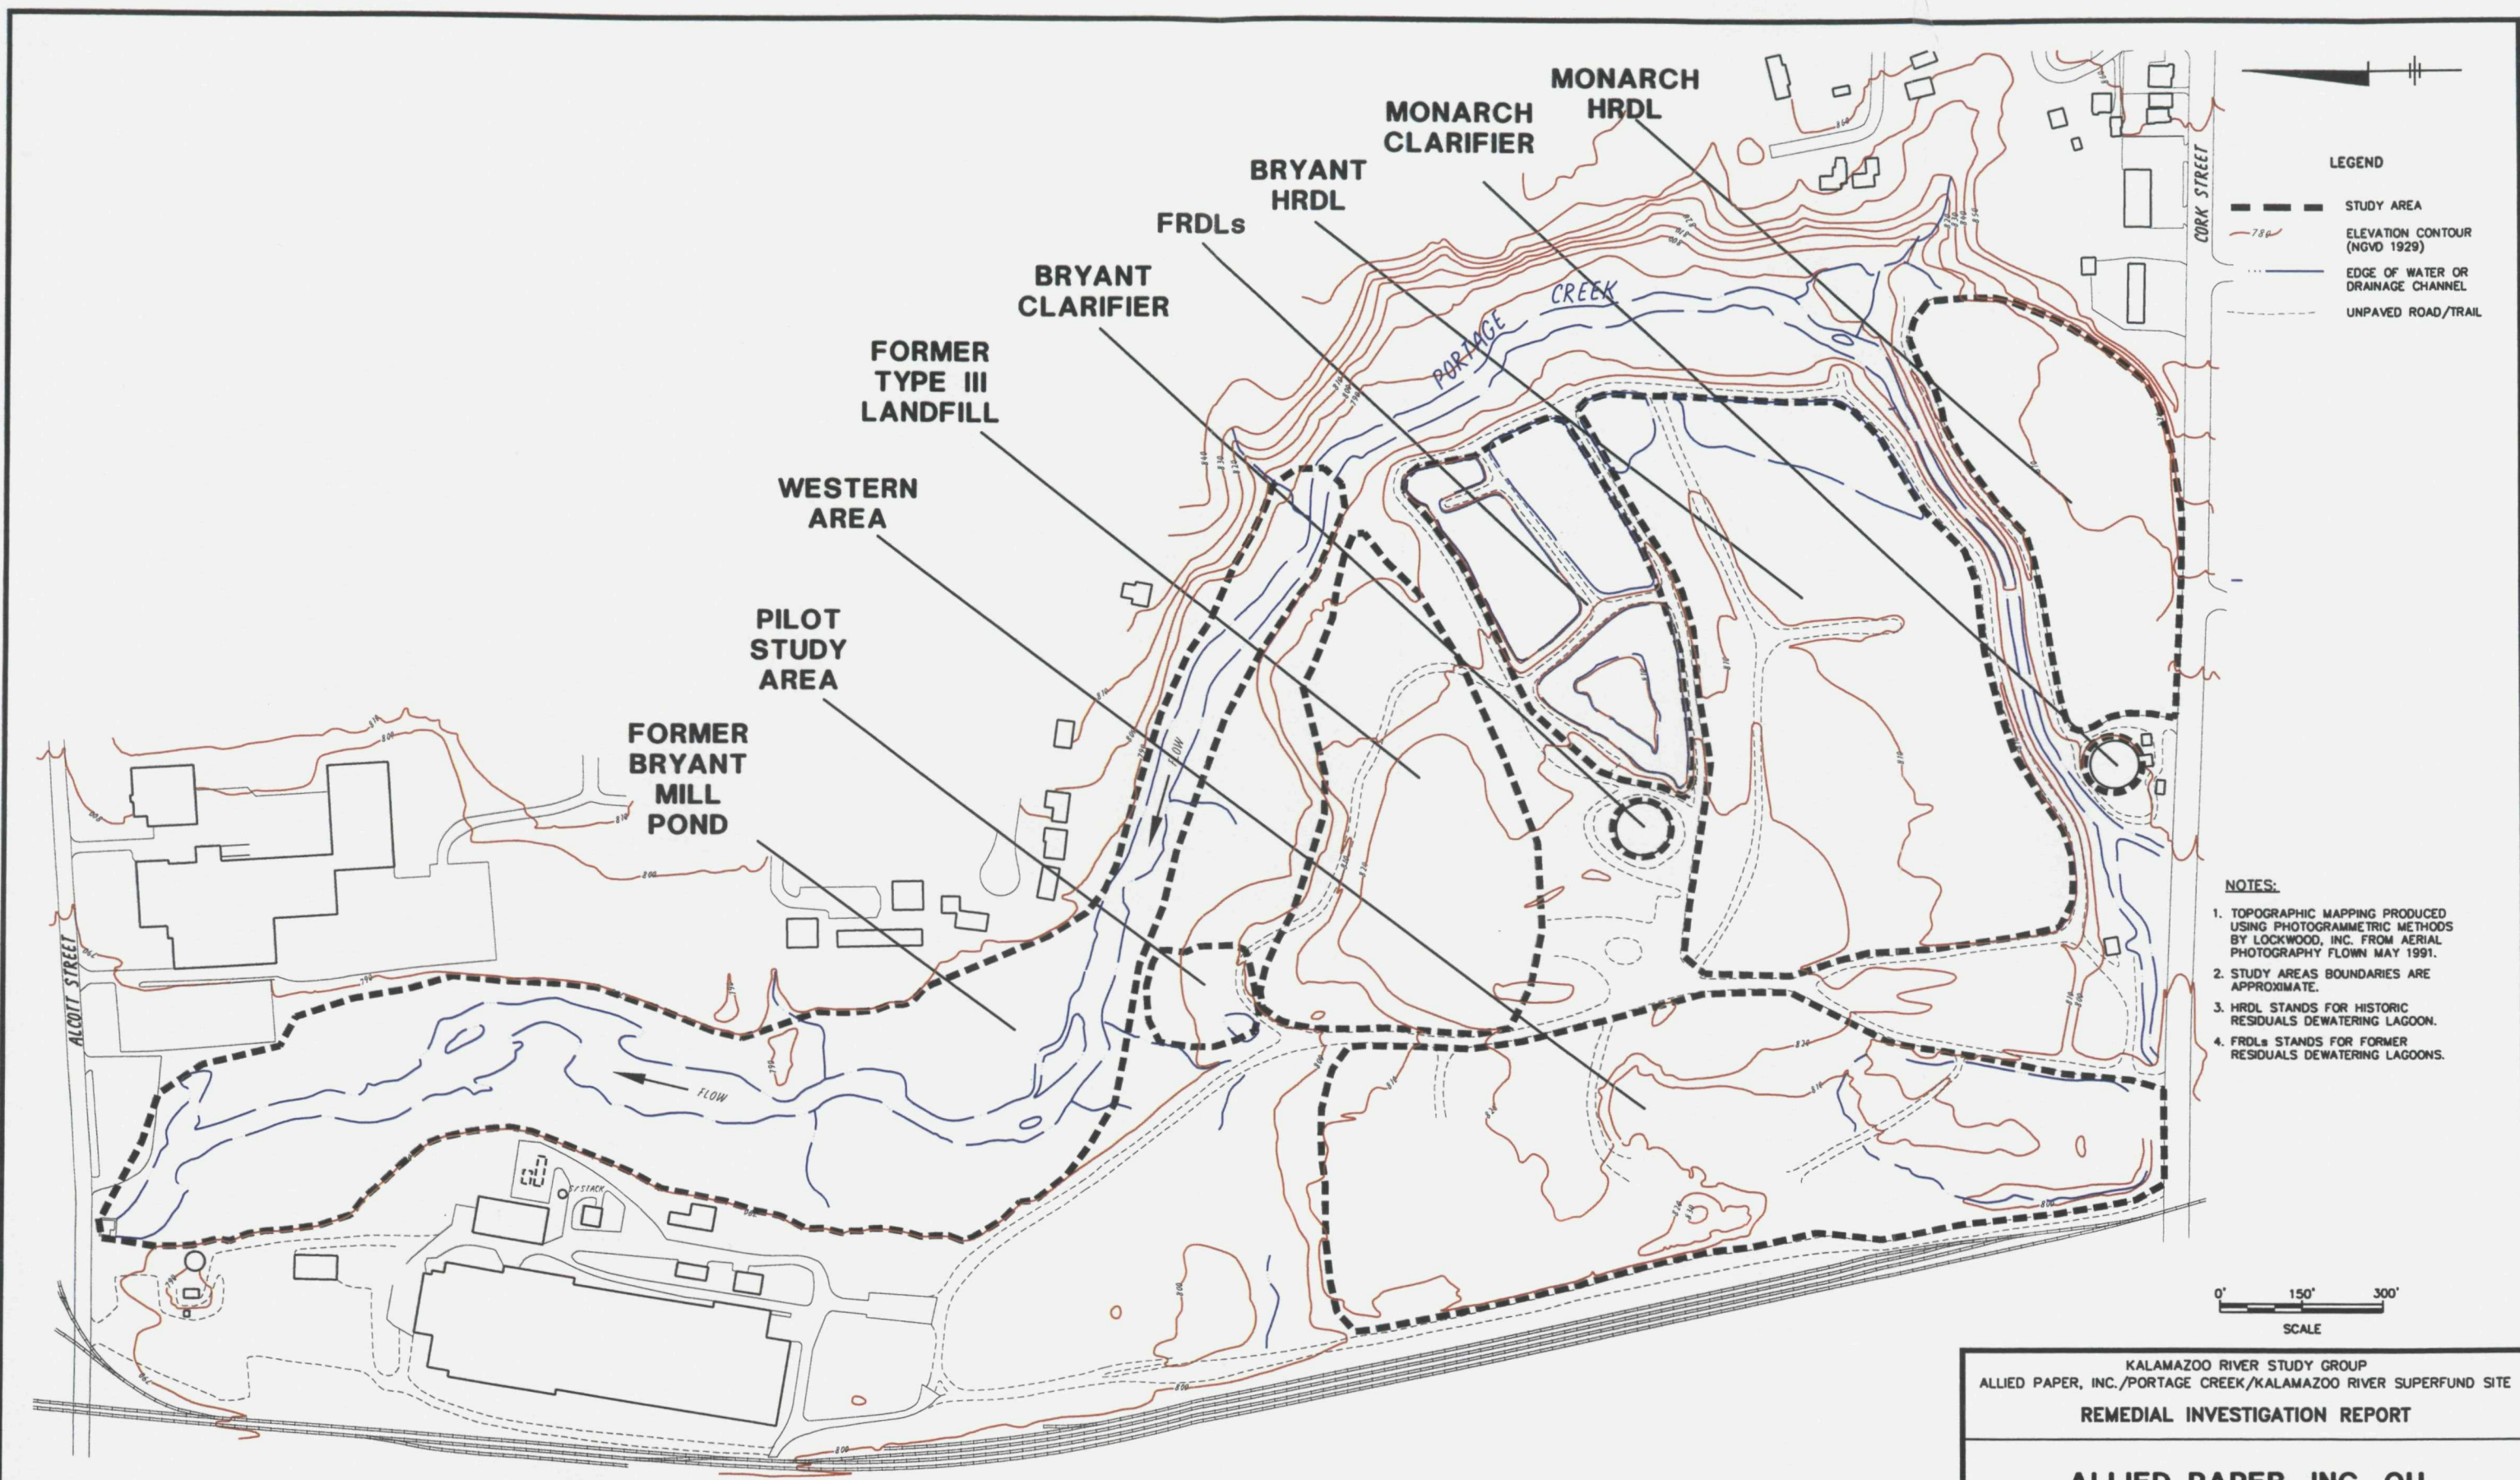 MONARCH
HRDL
MONARCH
CLARIFIER
BRYANT
HRDL
FRDLs
BRYANT
CLARIFIER
FORMER
TYPE III
LANDFILL
WESTERN
AREA
PILOT
STUDY
AREA
FORMER
BRYANT
MILL
POND
PORTAGE
CREEK
FLOW
FLOW
ALCOTT STREET
CORK STREET
LEGEND
STUDY AREA
780
ELEVATION CONTOUR
(NGVD 1929)
EDGE OF WATER OR
DRAINAGE CHANNEL
UNPAVED ROAD/TRAIL
NOTES:
1. TOPOGRAPHIC MAPPING PRODUCED
USING PHOTOGRAMMETRIC METHODS
BY LOCKWOOD, INC. FROM AERIAL
PHOTOGRAPHY FLOWN MAY 1991.
2. STUDY AREAS BOUNDARIES ARE
APPROXIMATE.
3. HRDL STANDS FOR HISTORIC
RESIDUALS DEWATERING LAGOON.
4. FRDLs STANDS FOR FORMER
RESIDUALS DEWATERING LAGOONS.
0' 150' 300'
SCALE
KALAMAZOO RIVER STUDY GROUP
ALLIED PAPER, INC./PORTAGE CREEK/KALAMAZOO RIVER SUPERFUND SITE
REMEDIAL INVESTIGATION REPORT
ALLIED PAPER, INC. OU